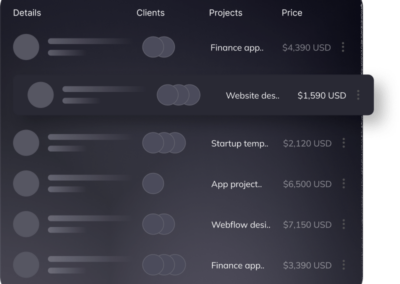 Details Clients Projects Price
Finance app.. $4,390 USD
Website des.. $1,590 USD
Startup temp.. $2,120 USD
App project.. $6,500 USD
Webflow desi.. $7,150 USD
Finance app.. $3,390 USD